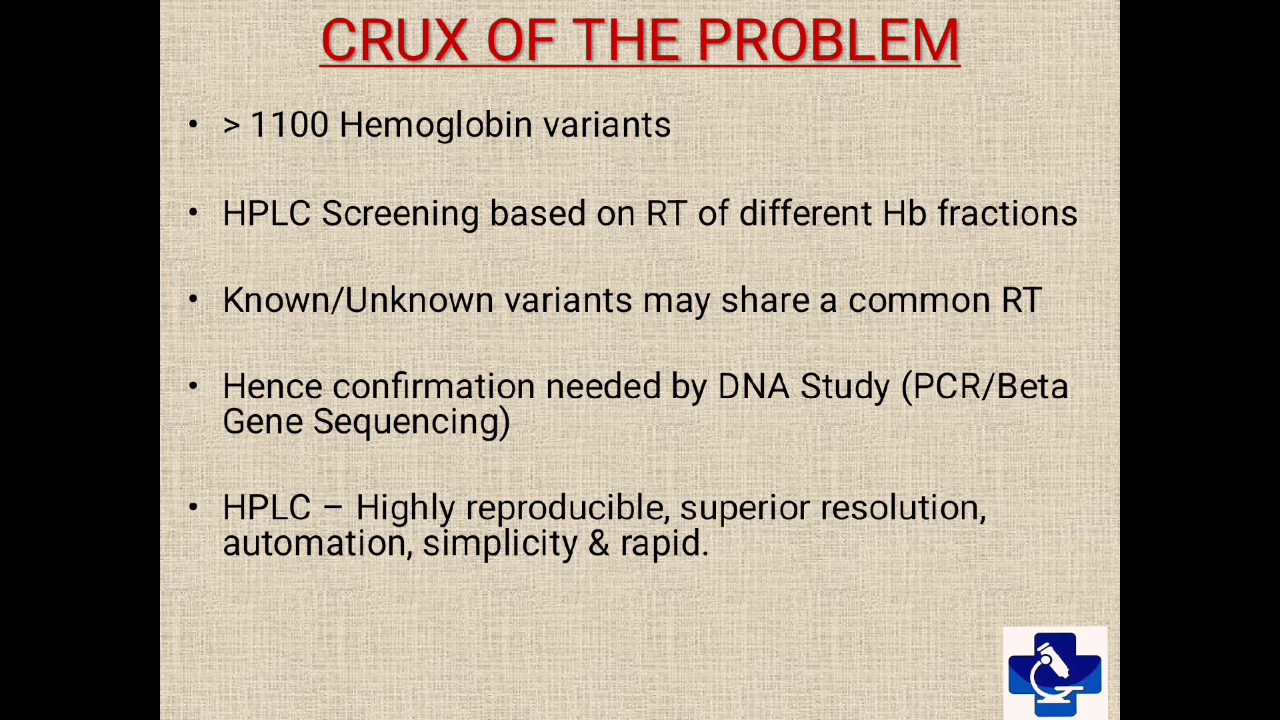 CRUX OF THE PROBLEM
• > 1100 Hemoglobin variants
• HPLC Screening based on RT of different Hb fractions
• Known/Unknown variants may share a common RT
• Hence confirmation needed by DNA Study (PCR/Beta
Gene Sequencing)
• HPLC – Highly reproducible, superior resolution,
automation, simplicity & rapid.